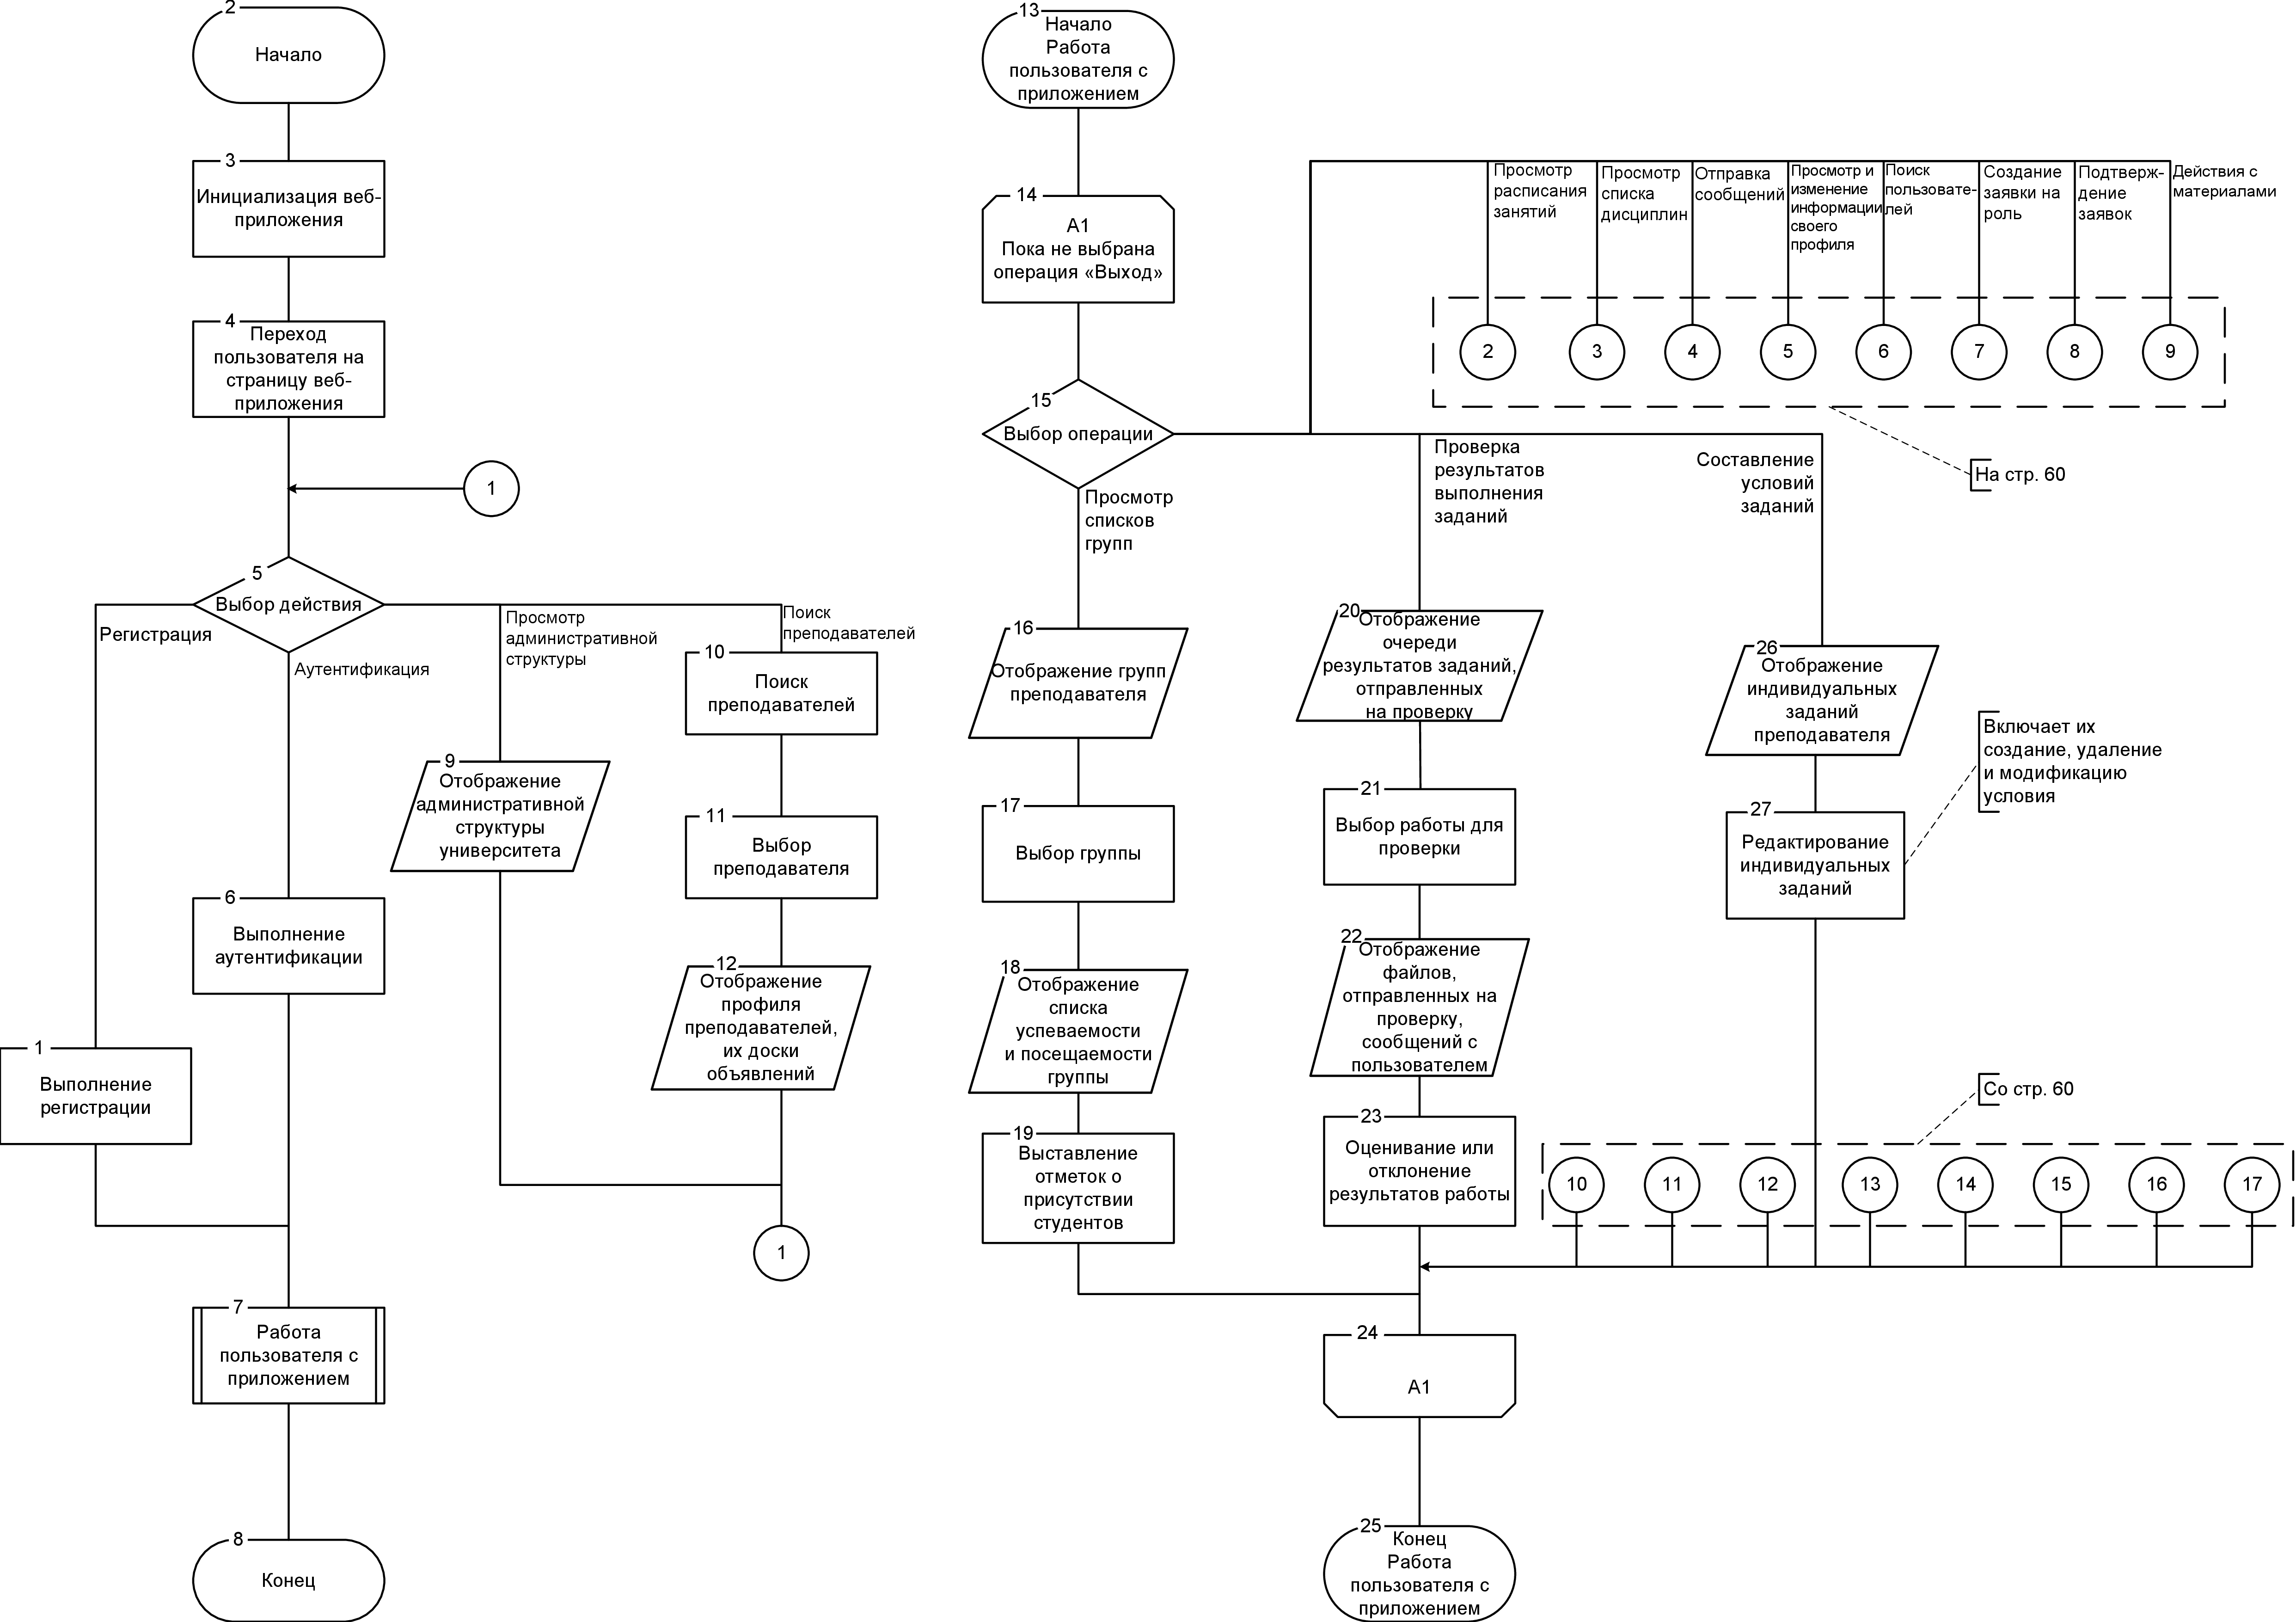 2
Начало
3
Инициализация веб-
приложения
4
Переход
пользователя на
страницу веб-
приложения
1
5
Выбор действия
Регистрация
Аутентификация
Просмотр
административной
структуры
Поиск
преподавателей
10
Поиск
преподавателей
9
Отображение
административной
структуры
университета
11
Выбор
преподавателя
6
Выполнение
аутентификации
12
Отображение
профиля
преподавателей,
их доски
объявлений
1
Выполнение
регистрации
1
7
Работа
пользователя с
приложением
8
Конец
13
Начало
Работа
пользователя с
приложением
14
А1
Пока не выбрана
операция «Выход»
15
Выбор операции
Просмотр
расписания
занятий
Просмотр
списка
дисциплин
Отправка
сообщений
Просмотр и
изменение
информации
своего
профиля
Поиск
пользовате-
лей
Создание
заявки на
роль
Подтверж-
дение
заявок
Действия с
материалами
2
3
4
5
6
7
8
9
На стр. 60
Просмотр
списков
групп
Проверка
результатов
выполнения
заданий
Составление
условий
заданий
16
Отображение групп
преподавателя
17
Выбор группы
18
Отображение
списка
успеваемости
и посещаемости
группы
19
Выставление
отметок о
присутствии
студентов
20
Отображение
очереди
результатов заданий,
отправленных
на проверку
21
Выбор работы для
проверки
22
Отображение
файлов,
отправленных на
проверку,
сообщений с
пользователем
23
Оценивание или
отклонение
результатов работы
26
Отображение
индивидуальных
заданий
преподавателя
27
Редактирование
индивидуальных
заданий
Включает их
создание, удаление
и модификацию
условия
Со стр. 60
10
11
12
13
14
15
16
17
24
А1
25
Конец
Работа
пользователя с
приложением